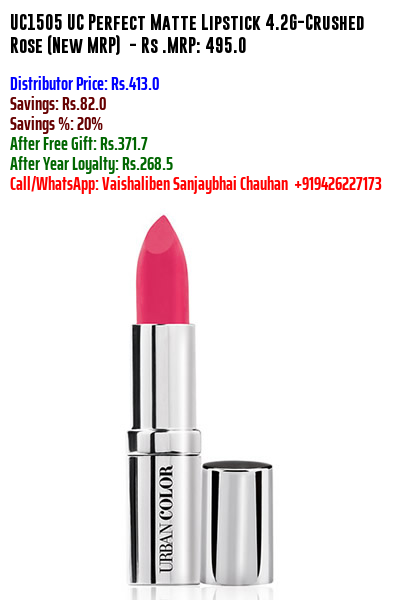 UC1505 UC Perfect Matte Lipstick 4.2G-Crushed
Rose (New MRP) - Rs .MRP: 495.0
Distributor Price: Rs.413.0
Savings: Rs.82.0
Savings %: 20%
After Free Gift: Rs.371.7
After Year Loyalty: Rs.268.5
Call/WhatsApp: Vaishaliben Sanjaybhai Chauhan +919426227173
URBAN COLOR